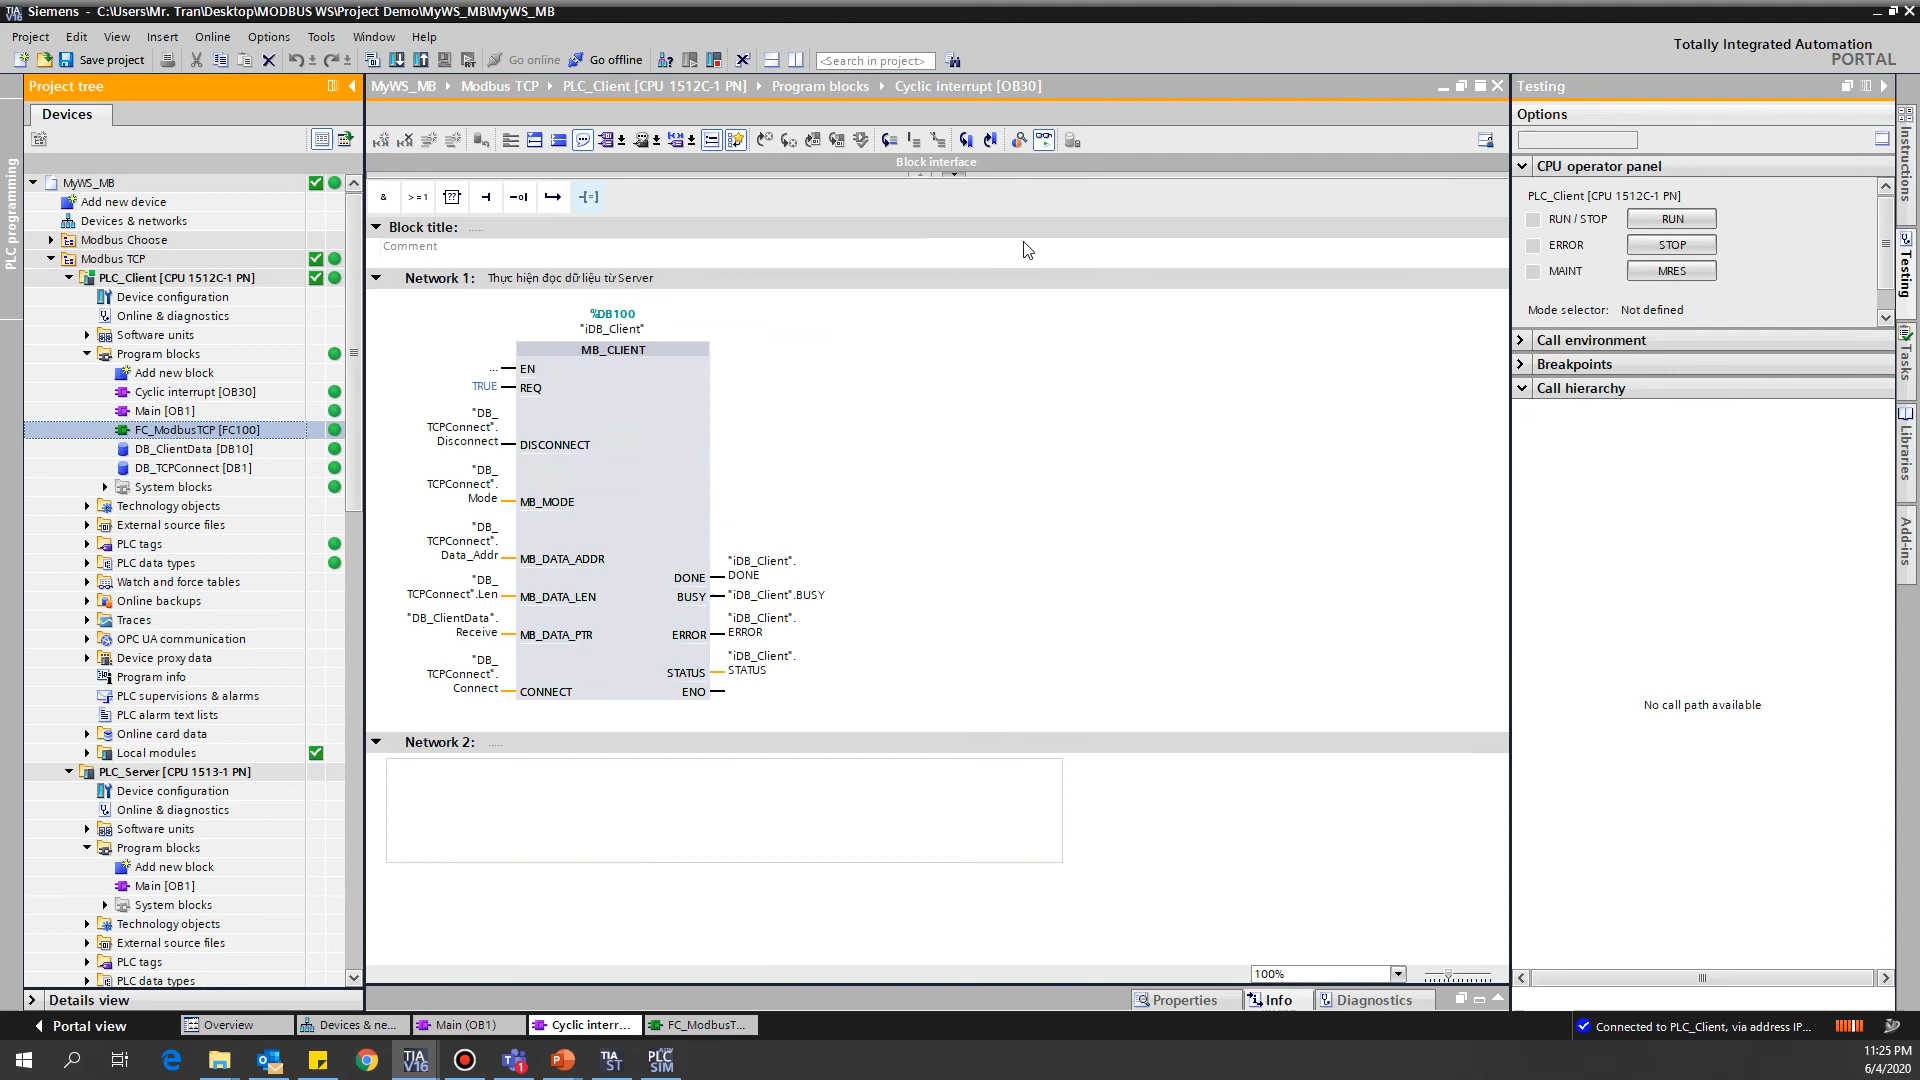 Siemens - C:\Users\Mr. Tran\Desktop\MODBUS WS\Project Demo\MyWS_MB\MyWS_MB
Project Edit View Insert Online Options Tools Window Help
Totally Integrated Automation
PORTAL
Save project
Go online
Go offline
<Search in project>
Project tree
MyWS_MB
Modbus TCP
PLC_Client [CPU 1512C-1 PN]
Program blocks
Cyclic interrupt [OB30]
Testing
Devices
Options
PLC programming
Block interface
&
>=1
??
Block title: .....
Comment
Network 1: Thực hiện đọc dữ liệu từ Server
%DB100
"iDB_Client"
MB_CLIENT
... EN
TRUE REQ
"DB_
TCPConnect".
Disconnect DISCONNECT
"DB_
TCPConnect".
Mode MB_MODE
"DB_
TCPConnect".
Data_Addr MB_DATA_ADDR
"DB_
TCPConnect".Len MB_DATA_LEN
"DB_ClientData".
Receive MB_DATA_PTR
"DB_
TCPConnect".
Connect CONNECT
"iDB_Client".
DONE DONE
BUSY "iDB_Client".BUSY
"iDB_Client".
ERROR ERROR
"iDB_Client".
STATUS STATUS
ENO
Network 2: .....
100%
Properties
Info
Diagnostics
MyWS_MB
Add new device
Devices & networks
Modbus Choose
Modbus TCP
PLC_Client [CPU 1512C-1 PN]
Device configuration
Online & diagnostics
Software units
Program blocks
Add new block
Cyclic interrupt [OB30]
Main [OB1]
FC_ModbusTCP [FC100]
DB_ClientData [DB10]
DB_TCPConnect [DB1]
System blocks
Technology objects
External source files
PLC tags
PLC data types
Watch and force tables
Online backups
Traces
OPC UA communication
Device proxy data
Program info
PLC supervisions & alarms
PLC alarm text lists
Online card data
Local modules
PLC_Server [CPU 1513-1 PN]
Device configuration
Online & diagnostics
Software units
Program blocks
Add new block
Main [OB1]
System blocks
Technology objects
External source files
PLC tags
PLC data types
Details view
CPU operator panel
PLC_Client [CPU 1512C-1 PN]
RUN / STOP RUN
ERROR STOP
MAINT MRES
Mode selector: Not defined
Call environment
Breakpoints
Call hierarchy
No call path available
Instructions
Testing
Tasks
Libraries
Add-ins
Portal view
Overview
Devices & ne...
Main (OB1)
Cyclic interr...
FC_ModbusT...
Connected to PLC_Client, via address IP...
TIA
V16
TIA
ST
PLC
SIM
11:25 PM
6/4/2020